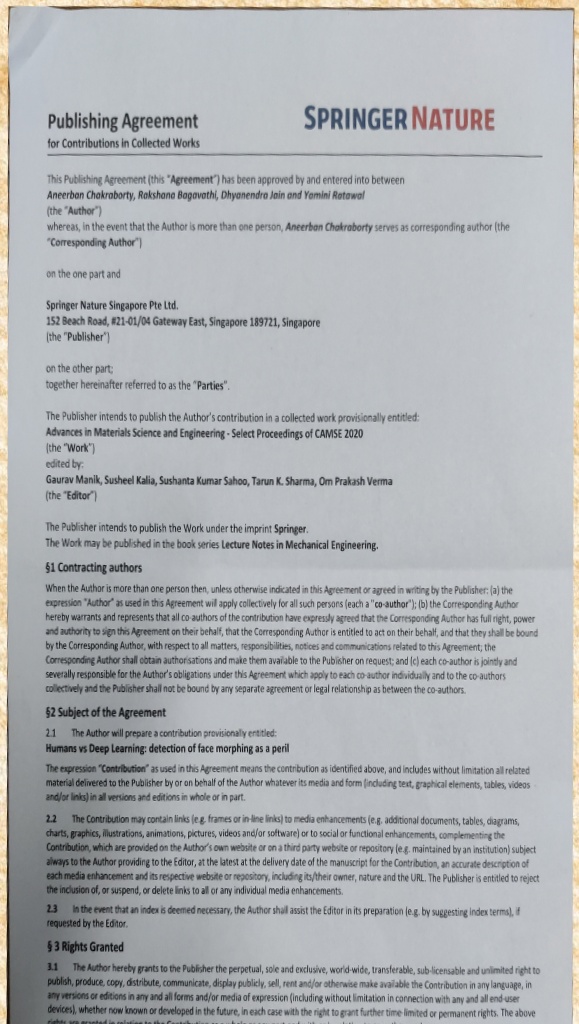 Publishing Agreement
SPRINGER NATURE
for Contributions in Collected Works
This Publishing Agreement (this "Agreement") has been approved by and entered into between
Aneerban Chakraborty, Rakshana Bagavathi, Dhyanendra Jain and Yamini Ratawal
(the "Author")
whereas, in the event that the Author is more than one person, Aneerban Chakraborty serves as corresponding author (the
"Corresponding Author")
on the one part and
Springer Nature Singapore Pte Ltd.
152 Beach Road, #21-01/04 Gateway East, Singapore 189721, Singapore
(the "Publisher")
on the other part;
together hereinafter referred to as the "Parties".
The Publisher intends to publish the Author's contribution in a collected work provisionally entitled:
Advances in Materials Science and Engineering - Select Proceedings of CAMSE 2020
(the "Work")
edited by:
Gaurav Manik, Susheel Kalia, Sushanta Kumar Sahoo, Tarun K. Sharma, Om Prakash Verma
(the "Editor")
The Publisher intends to publish the Work under the imprint Springer.
The Work may be published in the book series Lecture Notes in Mechanical Engineering.
§1 Contracting authors
When the Author is more than one person then, unless otherwise indicated in this Agreement or agreed in writing by the Publisher: (a) the
expression "Author" as used in this Agreement will apply collectively for all such persons (each a "co-author"); (b) the Corresponding Author
hereby warrants and represents that all co-authors of the contribution have expressly agreed that the Corresponding Author has full right, power
and authority to sign this Agreement on their behalf, that the Corresponding Author is entitled to act on their behalf, and that they shall be bound
by the Corresponding Author, with respect to all matters, responsibilities, notices and communications related to this Agreement; the
Corresponding Author shall obtain authorisations and make them available to the Publisher on request; and (c) each co-author is jointly and
severally responsible for the Author's obligations under this Agreement which apply to each co-author individually and to the co-authors
collectively and the Publisher shall not be bound by any separate agreement or legal relationship as between the co-authors.
§2 Subject of the Agreement
2.1 The Author will prepare a contribution provisionally entitled:
Humans vs Deep Learning: detection of face morphing as a peril
The expression "Contribution" as used in this Agreement means the contribution as identified above, and includes without limitation all related
material delivered to the Publisher by or on behalf of the Author whatever its media and form (including text, graphical elements, tables, videos
and/or links) in all versions and editions in whole or in part.
2.2 The Contribution may contain links (e.g. frames or in-line links) to media enhancements (e.g. additional documents, tables, diagrams,
charts, graphics, illustrations, animations, pictures, videos and/or software) or to social or functional enhancements, complementing the
Contribution, which are provided on the Author's own website or on a third party website or repository (e.g. maintained by an institution) subject
always to the Author providing to the Editor, at the latest at the delivery date of the manuscript for the Contribution, an accurate description of
each media enhancement and its respective website or repository, including its/their owner, nature and the URL. The Publisher is entitled to reject
the inclusion of, or suspend, or delete links to all or any individual media enhancements.
2.3 In the event that an index is deemed necessary, the Author shall assist the Editor in its preparation (e.g. by suggesting index terms), if
requested by the Editor.
§ 3 Rights Granted
3.1 The Author hereby grants to the Publisher the perpetual, sole and exclusive, world-wide, transferable, sub-licensable and unlimited right to
publish, produce, copy, distribute, communicate, display publicly, sell, rent and/or otherwise make available the Contribution in any language, in
any versions or editions in any and all forms and/or media of expression (including without limitation in connection with any and all end-user
devices), whether now known or developed in the future, in each case with the right to grant further time-limited or permanent rights. The above